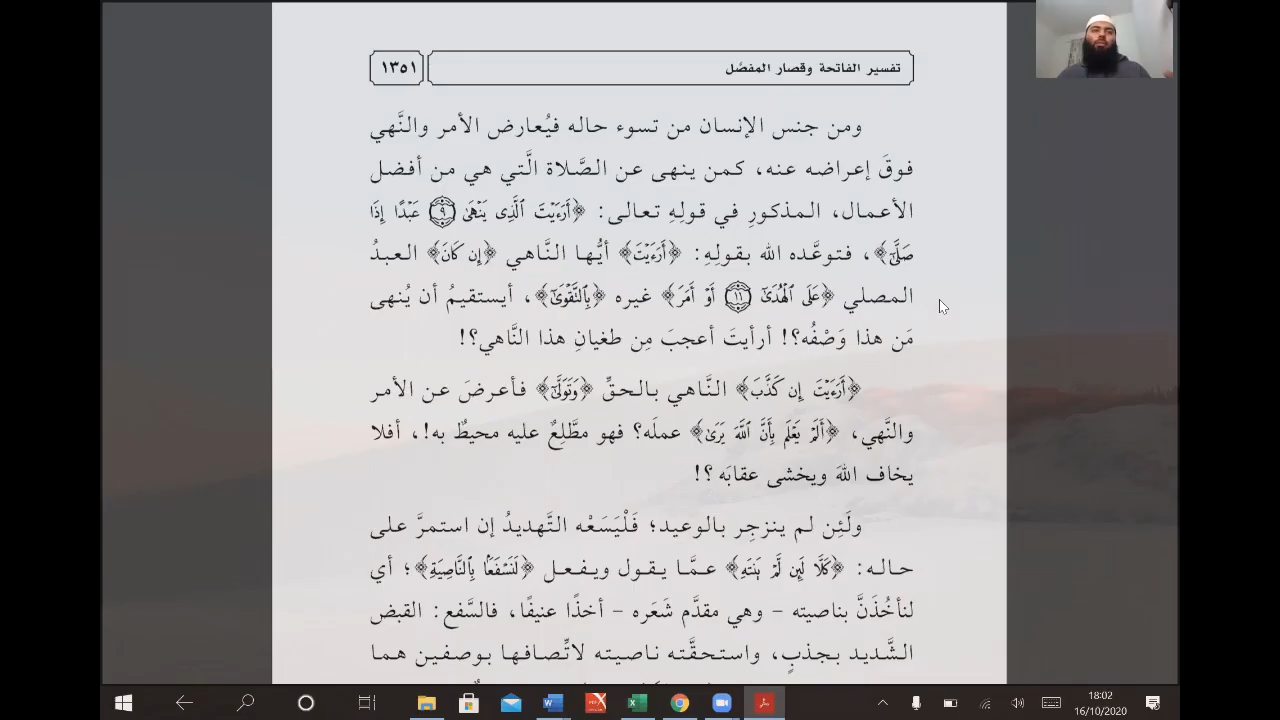 تفسير الفاتحة وقصار المفصَّل
١٣٥١
ومن جنس الإنسان من تسوء حاله فيُعارض الأمر والنَّهي
فوقَ إعراضه عنه، كمن ينهى عن الصَّلاة الَّتي هي من أفضل
الأعمال، المذكورِ في قولِهِ تعالى: ﴿أَرَءَيْتَ ٱلَّذِى يَنْهَىٰ ۝٩ عَبْدًا إِذَا
صَلَّىٰٓ﴾، فتوعَّده الله بقولِهِ: ﴿أَرَءَيْتَ﴾ أيُّها النَّاهي ﴿إِن كَانَ﴾ العبدُ
المصلي ﴿عَلَى ٱلْهُدَىٰٓ ۝١١ أَوْ أَمَرَ﴾ غيره ﴿بِٱلتَّقْوَىٰٓ﴾، أيستقيمُ أن يُنهى
مَن هذا وَصْفُه؟! أرأيتَ أعجبَ مِن طغيانِ هذا النَّاهي؟!
﴿أَرَءَيْتَ إِن كَذَّبَ﴾ النَّاهي بالحقِّ ﴿وَتَوَلَّىٰٓ﴾ فأعرضَ عن الأمر
والنَّهي، ﴿أَلَمْ يَعْلَم بِأَنَّ ٱللَّهَ يَرَىٰ﴾ عملَه؟ فهو مطَّلِعٌ عليه محيطٌ به!، أفلا
يخاف اللهَ ويخشى عقابَه ؟!
ولَئِن لم ينزجِر بالوعيد؛ فَلْيَسَعْه التَّهديدُ إن استمرَّ على
حاله: ﴿كَلَّا لَئِن لَّمْ يَنتَهِ﴾ عمَّا يقول ويفعل ﴿لَنَسْفَعًۢا بِٱلنَّاصِيَةِ﴾؛ أي
لنأخُذَنَّ بناصيته – وهي مقدَّم شَعَره – أخذًا عنيفًا، فالسَّفع: القبض
الشَّديد بجذبٍ، واستحقَّته ناصيته لاتِّصافها بوصفين هما
18:02
16/10/2020